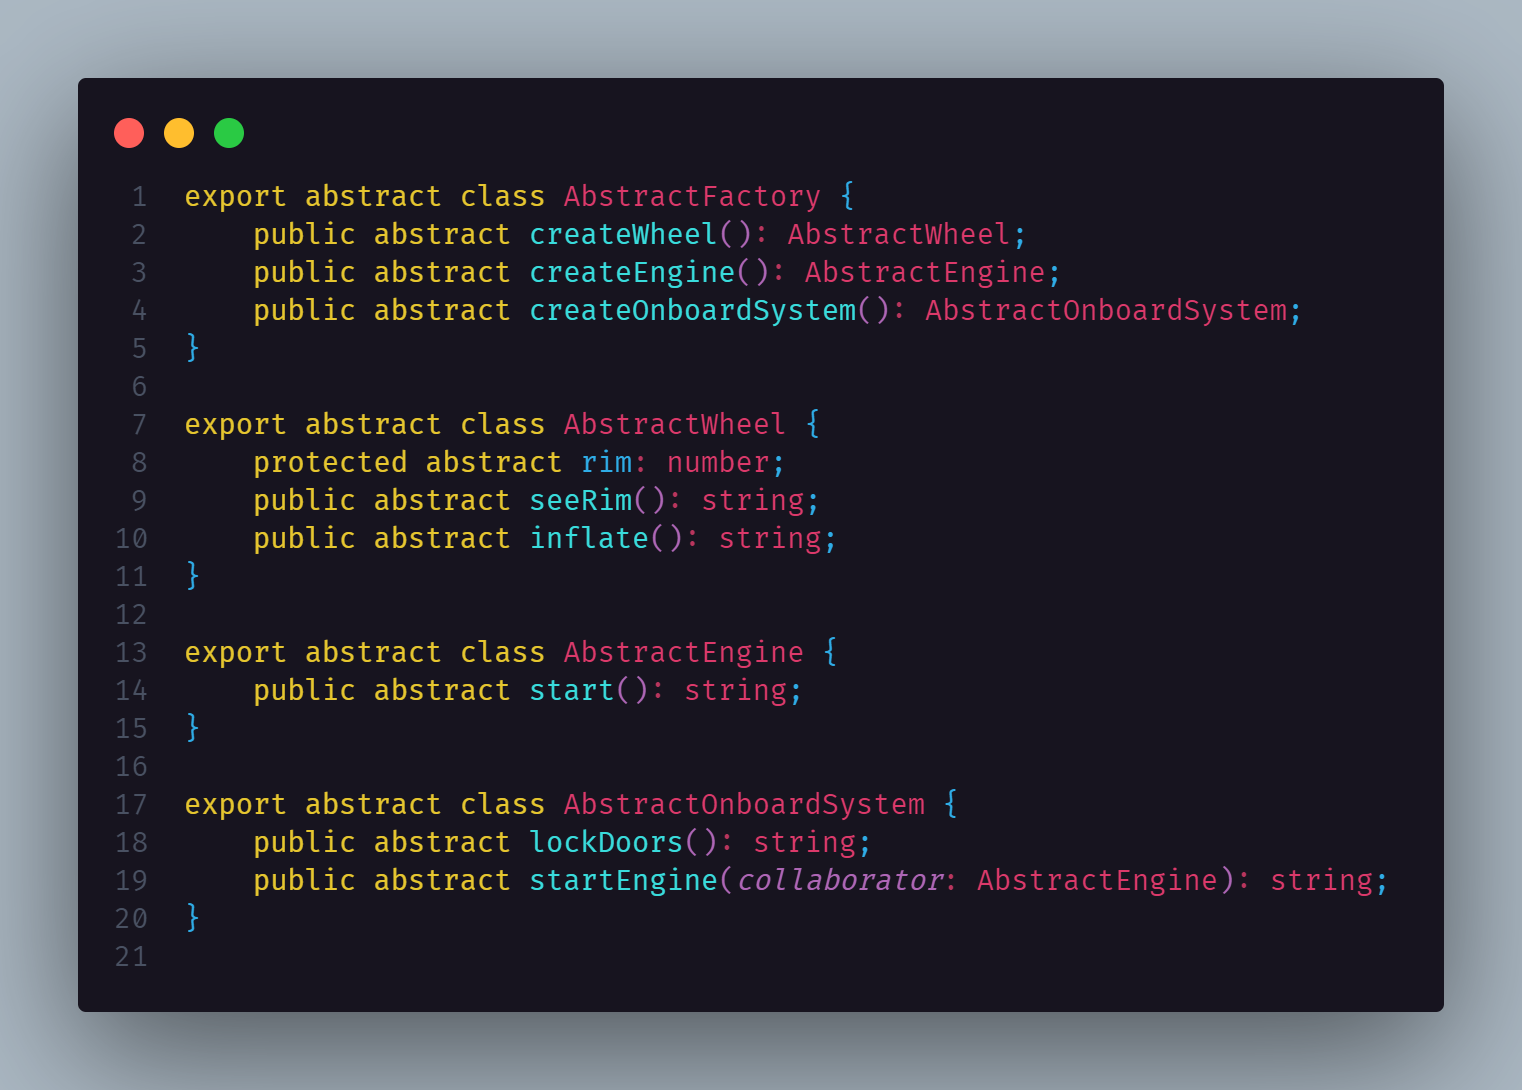 1 export abstract class AbstractFactory {
2     public abstract createWheel(): AbstractWheel;
3     public abstract createEngine(): AbstractEngine;
4     public abstract createOnboardSystem(): AbstractOnboardSystem;
5 }
6
7 export abstract class AbstractWheel {
8     protected abstract rim: number;
9     public abstract seeRim(): string;
10     public abstract inflate(): string;
11 }
12
13 export abstract class AbstractEngine {
14     public abstract start(): string;
15 }
16
17 export abstract class AbstractOnboardSystem {
18     public abstract lockDoors(): string;
19     public abstract startEngine(collaborator: AbstractEngine): string;
20 }
21